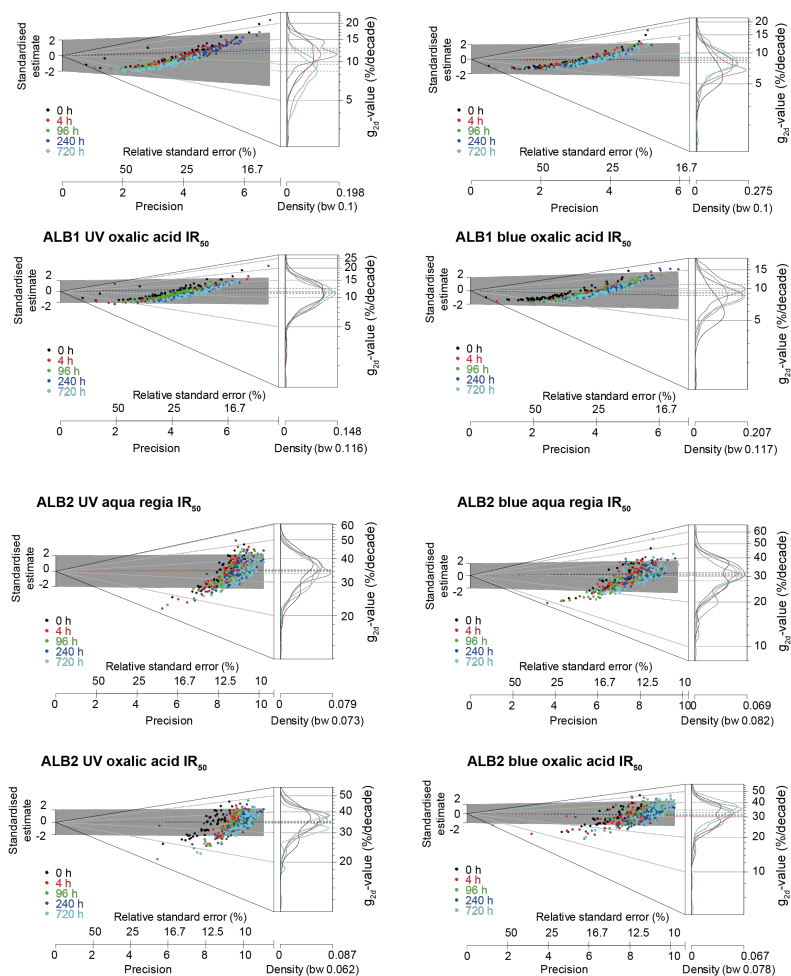 20
15
10
5
2
0
-2
Standardised
estimate
g2d-value (%/decade)
0 h
4 h
96 h
240 h
720 h
Relative standard error (%)
50 25 16.7
0 2 4 6
0 0.198
Precision
Density (bw 0.1)
20
15
10
5
2
0
-2
Standardised
estimate
g2d-value (%/decade)
0 h
4 h
96 h
240 h
720 h
Relative standard error (%)
50 25 16.7
0 2 4 6
0 0.275
Precision
Density (bw 0.1)
ALB1 UV oxalic acid IR50
25
20
15
10
5
2
0
-2
Standardised
estimate
g2d-value (%/decade)
0 h
4 h
96 h
240 h
720 h
Relative standard error (%)
50 25 16.7
0 2 4 6
0 0.148
Precision
Density (bw 0.116)
ALB1 blue oxalic acid IR50
15
10
5
2
0
-2
Standardised
estimate
g2d-value (%/decade)
0 h
4 h
96 h
240 h
720 h
Relative standard error (%)
50 25 16.7
0 2 4 6
0 0.207
Precision
Density (bw 0.117)
ALB2 UV aqua regia IR50
60
50
40
30
20
2
0
-2
Standardised
estimate
g2d-value (%/decade)
0 h
4 h
96 h
240 h
720 h
Relative standard error (%)
50 25 16.7 12.5 10
0 2 4 6 8 10
0 0.079
Precision
Density (bw 0.073)
ALB2 blue aqua regia IR50
60
50
40
30
20
10
2
0
-2
Standardised
estimate
g2d-value (%/decade)
0 h
4 h
96 h
240 h
720 h
Relative standard error (%)
50 25 16.7 12.5 10
0 2 4 6 8 10
0 0.069
Precision
Density (bw 0.082)
ALB2 UV oxalic acid IR50
50
40
30
20
2
0
-2
Standardised
estimate
g2d-value (%/decade)
0 h
4 h
96 h
240 h
720 h
Relative standard error (%)
50 25 16.7 12.5 10
0 2 4 6 8 10
0 0.087
Precision
Density (bw 0.062)
ALB2 blue oxalic acid IR50
50
40
30
20
10
2
0
-2
Standardised
estimate
g2d-value (%/decade)
0 h
4 h
96 h
240 h
720 h
Relative standard error (%)
50 25 16.7 12.5 10
0 2 4 6 8 10
0 0.067
Precision
Density (bw 0.078)